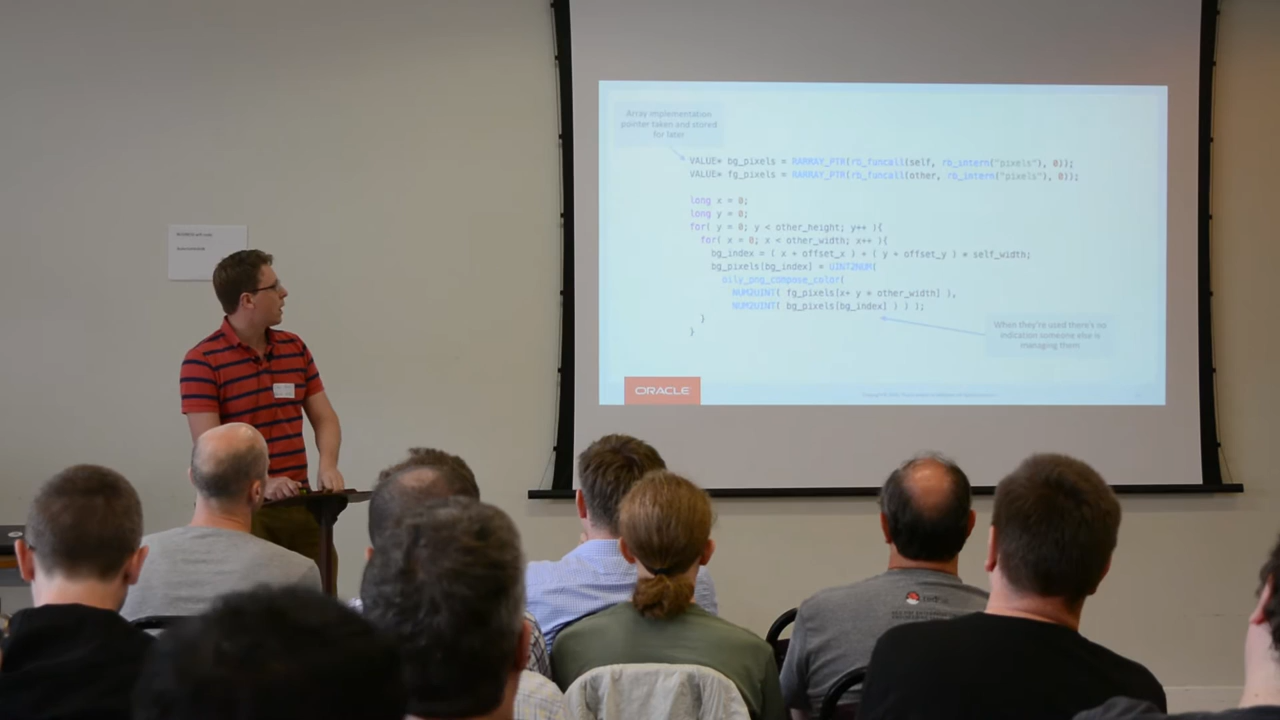 Array implementation
pointer taken and stored
for later
VALUE* bg_pixels = RARRAY_PTR(rb_funcall(self, rb_intern("pixels"), 0));
VALUE* fg_pixels = RARRAY_PTR(rb_funcall(other, rb_intern("pixels"), 0));
long x = 0;
long y = 0;
for( y = 0; y < other_height; y++ ){
for( x = 0; x < other_width; x++ ){
bg_index = ( x + offset_x ) + ( y + offset_y ) * self_width;
bg_pixels[bg_index] = UINT2NUM(
oily_png_compose_color(
NUM2UINT( fg_pixels[x+ y * other_width] ),
NUM2UINT( bg_pixels[bg_index] ) ) );
}
}
When they're used there's no
indication someone else is
managing them
ORACLE